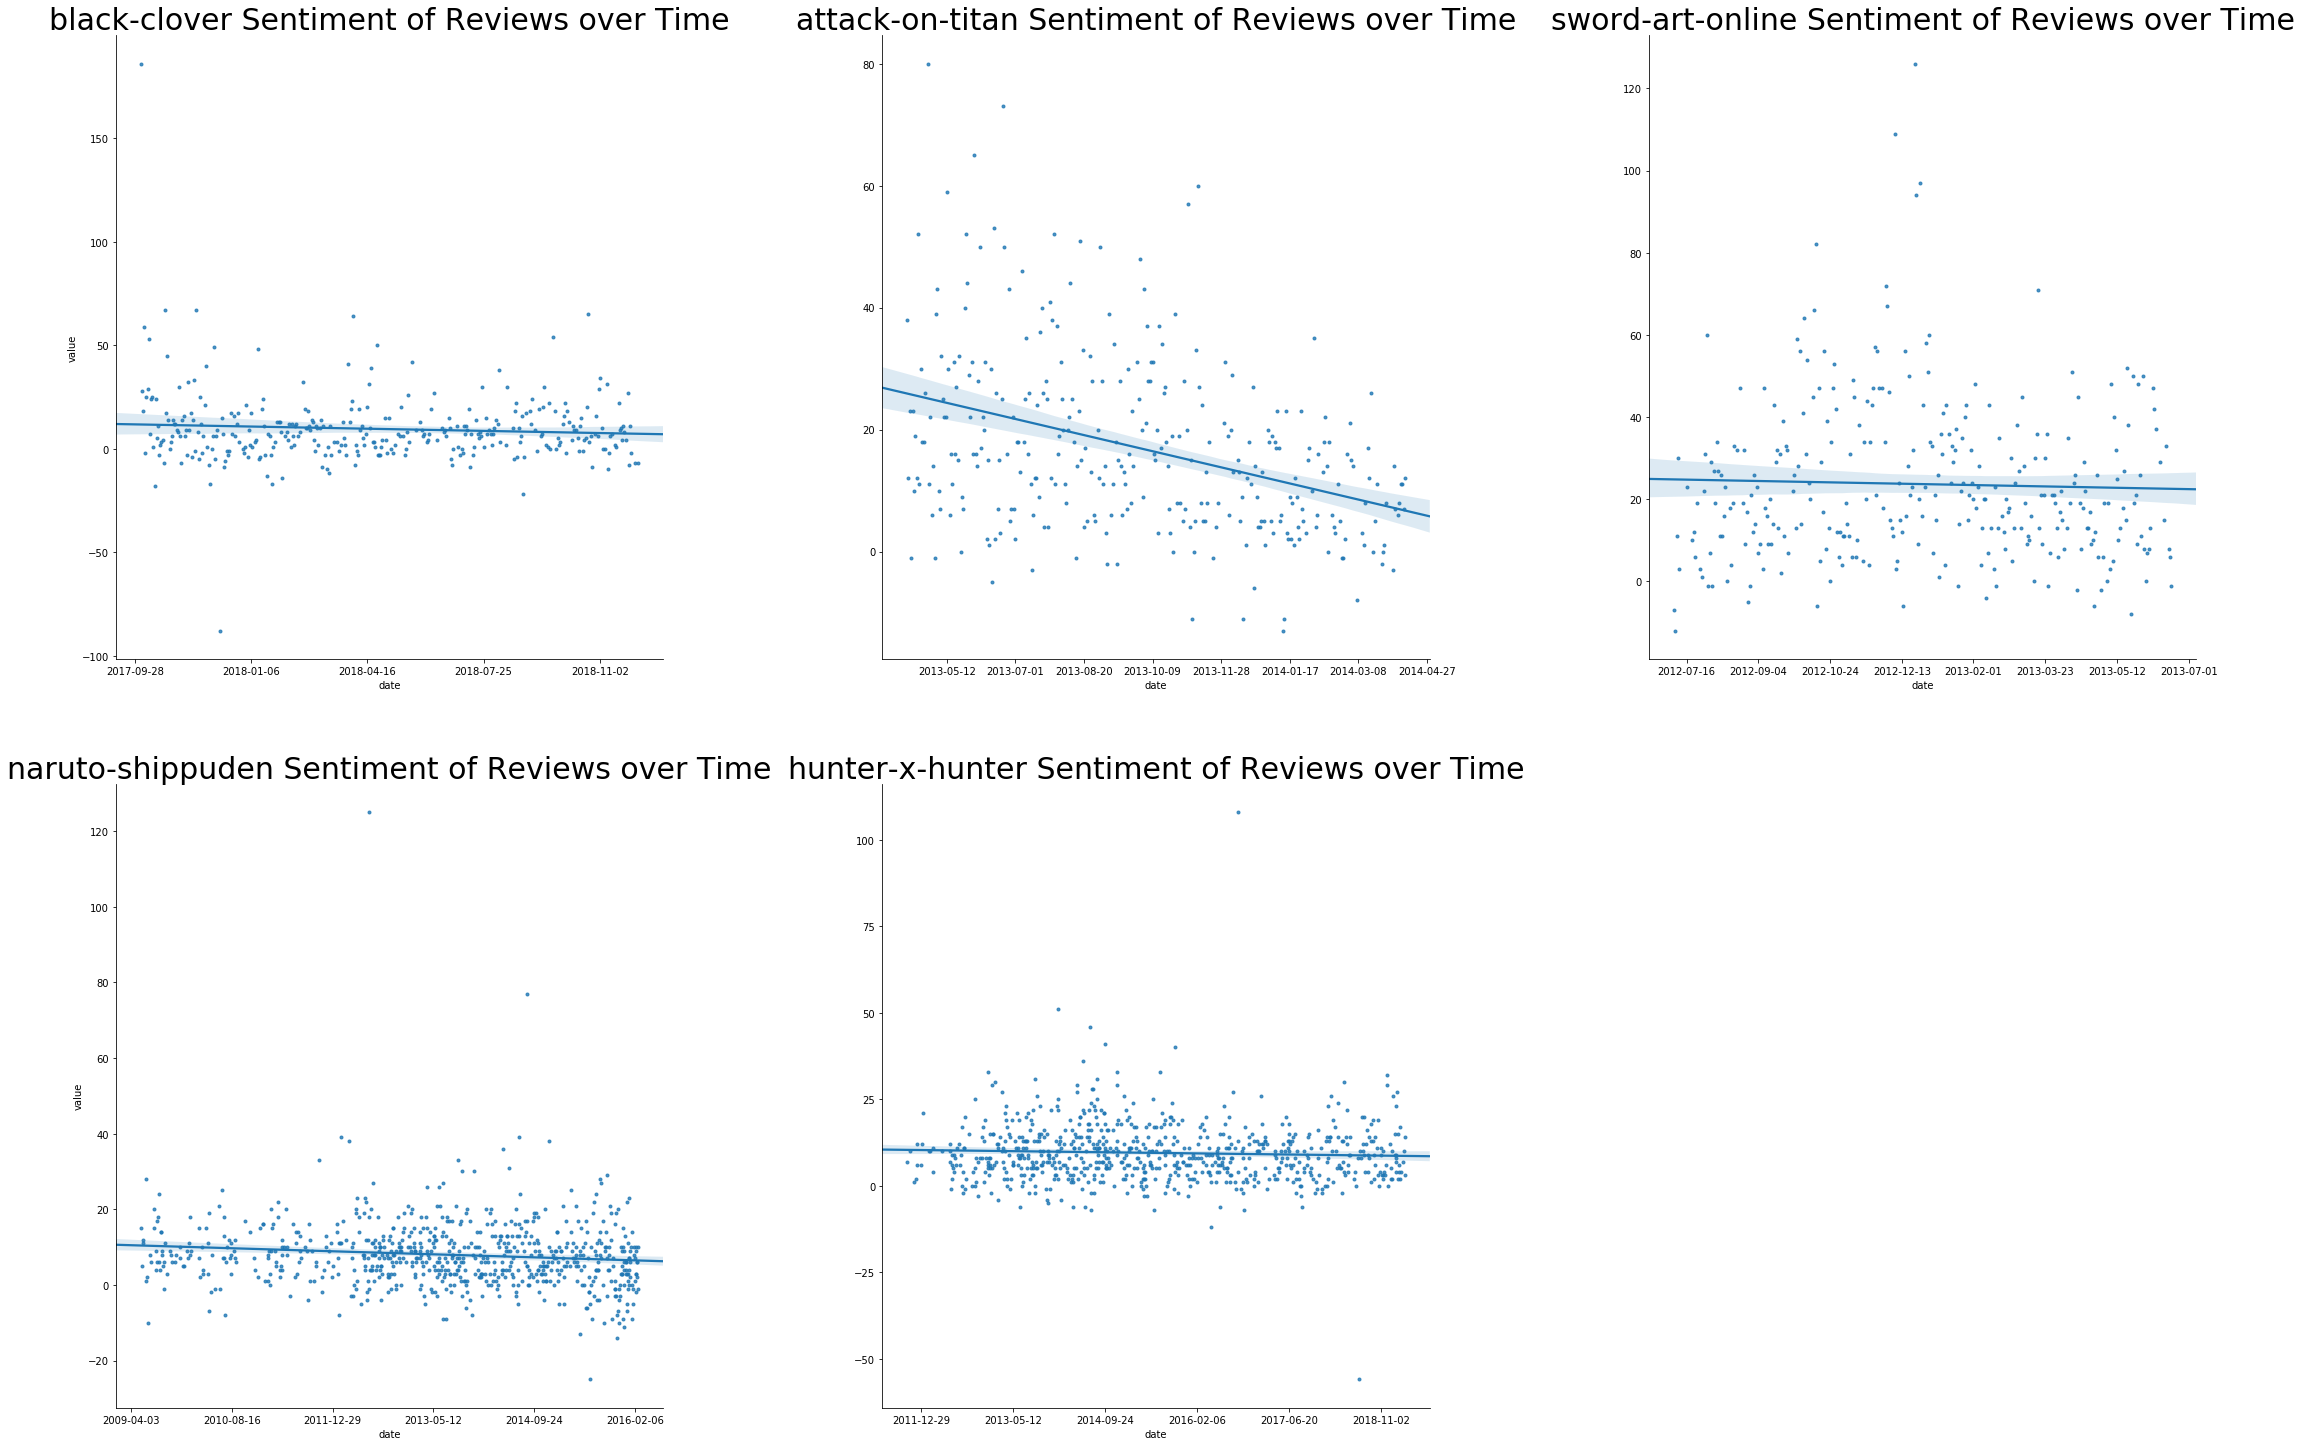 black-clover Sentiment of Reviews over Time
150
100
50
0
−50
−100
value
2017-09-28 2018-01-06 2018-04-16 2018-07-25 2018-11-02
date
attack-on-titan Sentiment of Reviews over Time
80
60
40
20
0
2013-05-12 2013-07-01 2013-08-20 2013-10-09 2013-11-28 2014-01-17 2014-03-08 2014-04-27
date
sword-art-online Sentiment of Reviews over Time
120
100
80
60
40
20
0
2012-07-16 2012-09-04 2012-10-24 2012-12-13 2013-02-01 2013-03-23 2013-05-12 2013-07-01
date
naruto-shippuden Sentiment of Reviews over Time
120
100
80
60
40
20
0
−20
value
2009-04-03 2010-08-16 2011-12-29 2013-05-12 2014-09-24 2016-02-06
date
hunter-x-hunter Sentiment of Reviews over Time
100
75
50
25
0
−25
−50
2011-12-29 2013-05-12 2014-09-24 2016-02-06 2017-06-20 2018-11-02
date